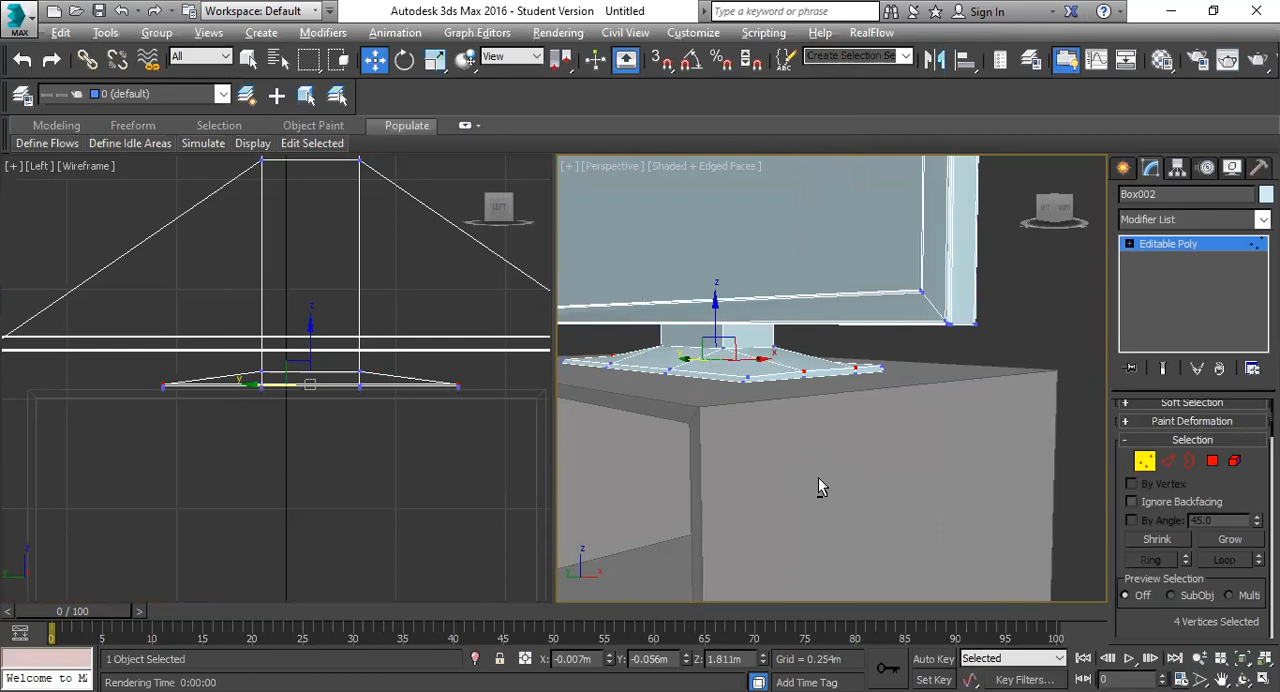 MAX
Workspace: Default
Autodesk 3ds Max 2016 - Student Version Untitled
Type a keyword or phrase
Sign In
Edit Tools Group Views Create Modifiers Animation Graph Editors Rendering Civil View Customize Scripting Help RealFlow
All
View
Create Selection Se
0 (default)
Modeling Freeform Selection Object Paint Populate
Define Flows Define Idle Areas Simulate Display Edit Selected
[+] [Left] [Wireframe]
[+] [Perspective] [Shaded + Edged Faces]
LEFT
Box002
Modifier List
Editable Poly
Soft Selection
Paint Deformation
Selection
By Vertex
Ignore Backfacing
By Angle: 45.0
Shrink Grow
Ring Loop
Preview Selection
Off SubObj Multi
4 Vertices Selected
z
y
x
0 / 100
0 5 10 15 20 25 30 35 40 45 50 55 60 65 70 75 80 85 90 95 100
1 Object Selected
X: -0.007m Y: -0.056m Z: 1.811m Grid = 0.254m
Auto Key Selected
Welcome to M
Rendering Time 0:00:00
Add Time Tag
Set Key Key Filters...
0